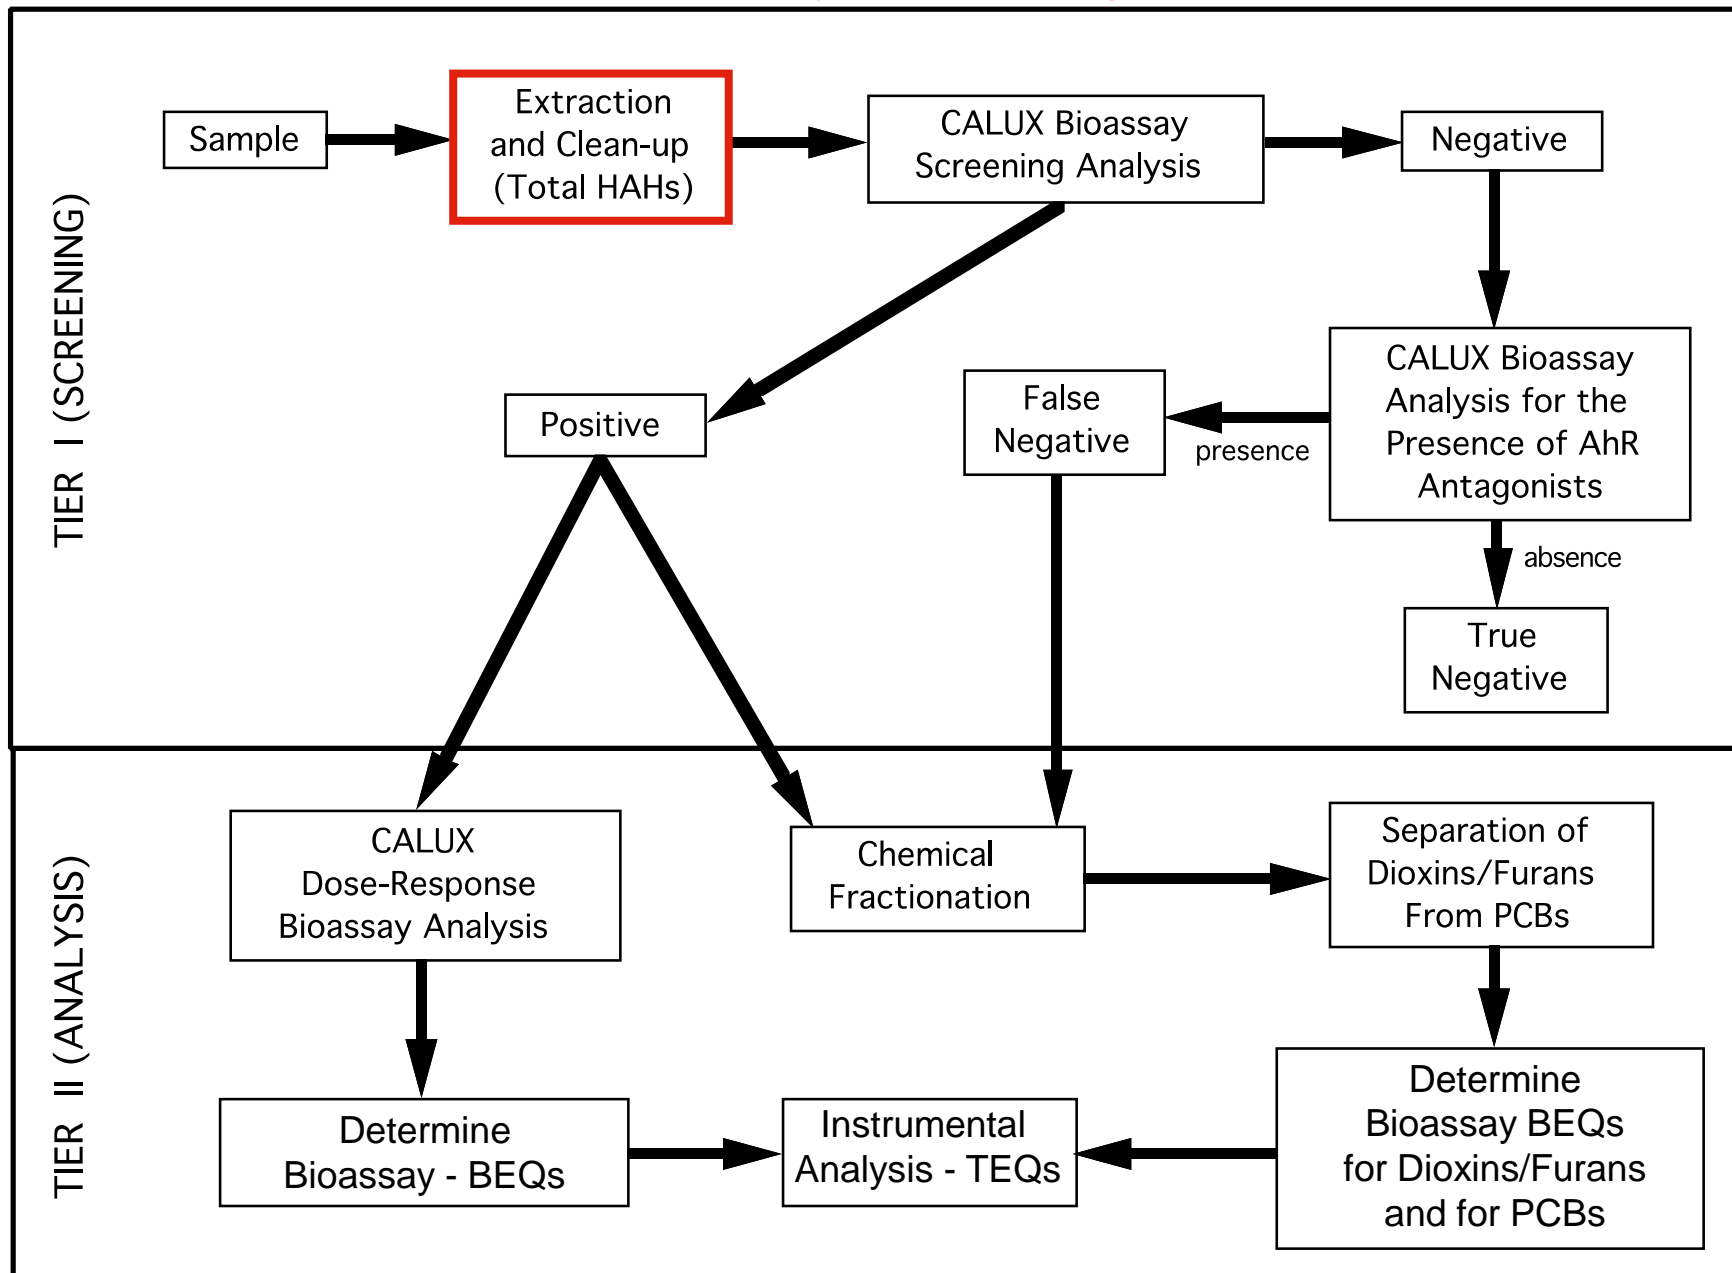 TIER I (SCREENING)
Sample
Extraction
and Clean-up
(Total HAHs)
CALUX Bioassay
Screening Analysis
Negative
CALUX Bioassay
Analysis for the
Presence of AhR
Antagonists
presence
False
Negative
Positive
absence
True
Negative
TIER II (ANALYSIS)
CALUX
Dose-Response
Bioassay Analysis
Chemical
Fractionation
Separation of
Dioxins/Furans
From PCBs
Determine
Bioassay - BEQs
Instrumental
Analysis - TEQs
Determine
Bioassay BEQs
for Dioxins/Furans
and for PCBs